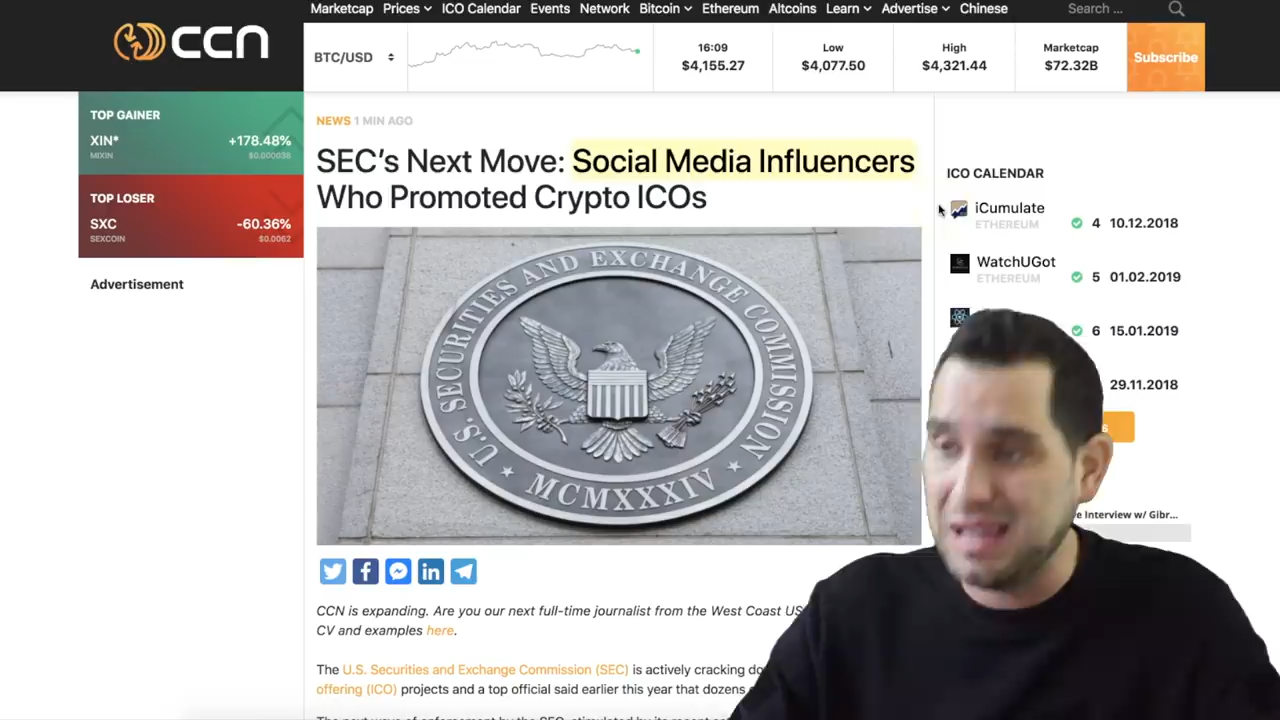 Marketcap Prices ICO Calendar Events Network Bitcoin Ethereum Altcoins Learn Advertise Chinese Search ...
CCN
BTC/USD
16:09
$4,155.27
Low
$4,077.50
High
$4,321.44
Marketcap
$72.32B
Subscribe
TOP GAINER
XIN* +178.48%
MIXIN $0.000036
TOP LOSER
SXC -60.36%
SEXCOIN $0.0062
Advertisement
NEWS 1 MIN AGO
SEC's Next Move: Social Media Influencers
Who Promoted Crypto ICOs
U.S. SECURITIES AND EXCHANGE COMMISSION
MCMXXXIV
CCN is expanding. Are you our next full-time journalist from the West Coast US
CV and examples here.
The U.S. Securities and Exchange Commission (SEC) is actively cracking
offering (ICO) projects and a top official said earlier this year that dozens
ICO CALENDAR
iCumulate
ETHEREUM
4 10.12.2018
WatchUGot
ETHEREUM
5 01.02.2019
6 15.01.2019
29.11.2018
Interview w/ Gibr...